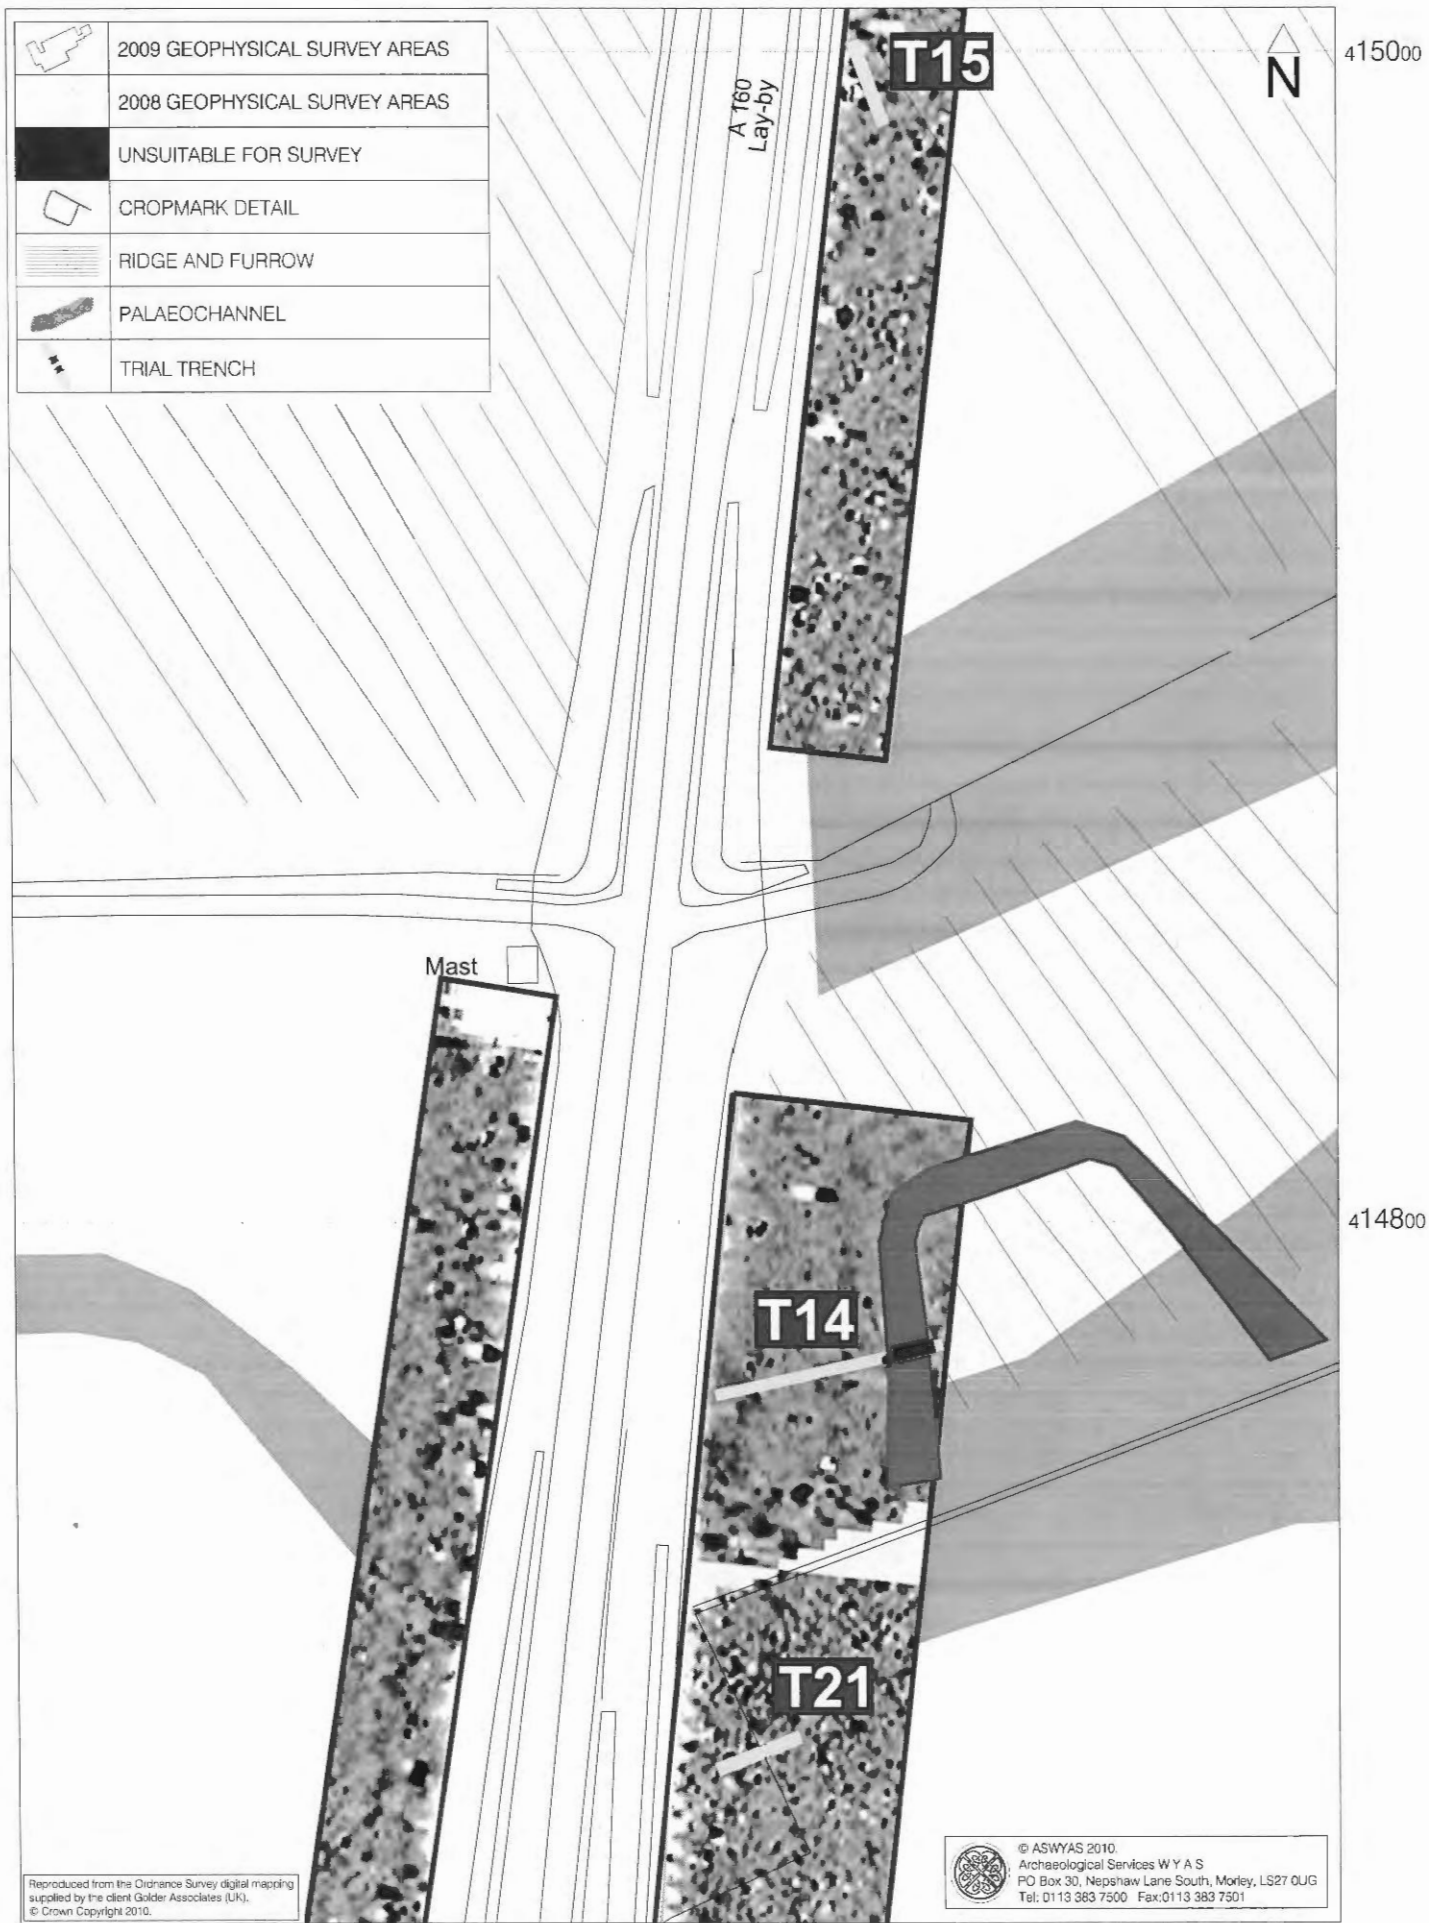 2009 GEOPHYSICAL SURVEY AREAS
2008 GEOPHYSICAL SURVEY AREAS
UNSUITABLE FOR SURVEY
CROPMARK DETAIL
RIDGE AND FURROW
PALAEOCHANNEL
TRIAL TRENCH
A 160
Lay-by
T15
N
415000
Mast
414800
T14
T21
Reproduced from the Ordnance Survey digital mapping
supplied by the client Golder Associates (UK).
© Crown Copyright 2010.
© ASWYAS 2010.
Archaeological Services W Y A S
PO Box 30, Nepshaw Lane South, Morley, LS27 0UG
Tel: 0113 383 7500 Fax:0113 383 7501